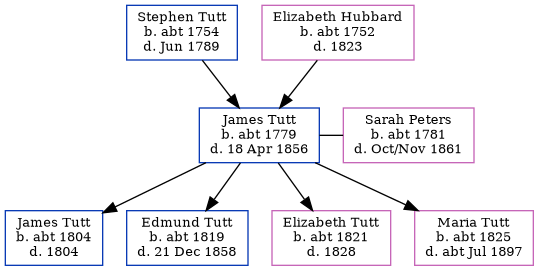 Stephen Tutt
b. abt 1754
d. Jun 1789
Elizabeth Hubbard
b. abt 1752
d. 1823
James Tutt
b. abt 1779
d. 18 Apr 1856
Sarah Peters
b. abt 1781
d. Oct/Nov 1861
James Tutt
b. abt 1804
d. 1804
Edmund Tutt
b. abt 1819
d. 21 Dec 1858
Elizabeth Tutt
b. abt 1821
d. 1828
Maria Tutt
b. abt 1825
d. abt Jul 1897